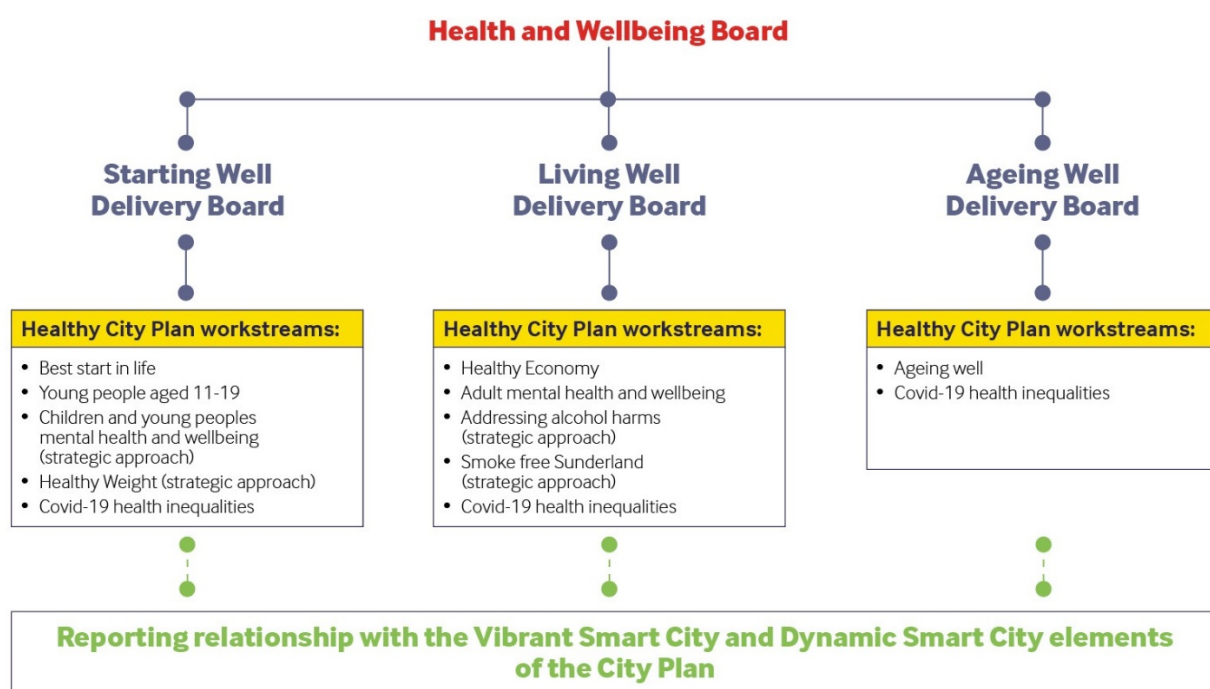 Health and Wellbeing Board
Starting Well
Delivery Board
Living Well
Delivery Board
Ageing Well
Delivery Board
Healthy City Plan workstreams:
• Best start in life
• Young people aged 11-19
• Children and young peoples
mental health and wellbeing
(strategic approach)
• Healthy Weight (strategic approach)
• Covid-19 health inequalities
Healthy City Plan workstreams:
• Healthy Economy
• Adult mental health and wellbeing
• Addressing alcohol harms
(strategic approach)
• Smoke free Sunderland
(strategic approach)
• Covid-19 health inequalities
Healthy City Plan workstreams:
• Ageing well
• Covid-19 health inequalities
Reporting relationship with the Vibrant Smart City and Dynamic Smart City elements
of the City Plan